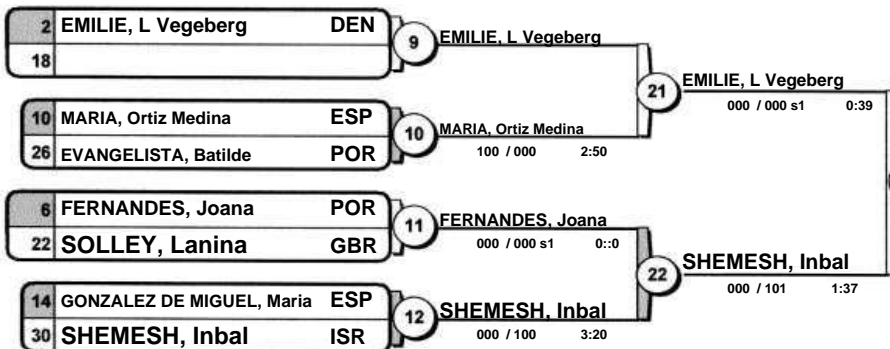 2 EMILIE, L Vegeberg DEN
18
9
EMILIE, L Vegeberg
10 MARIA, Ortiz Medina ESP
26 EVANGELISTA, Batilde POR
10
MARIA, Ortiz Medina
100 / 000 2:50
21
EMILIE, L Vegeberg
000 / 000 s1 0:39
6 FERNANDES, Joana POR
22 SOLLEY, Lanina GBR
11
FERNANDES, Joana
000 / 000 s1 0::0
14 GONZALEZ DE MIGUEL, Maria ESP
30 SHEMESH, Inbal ISR
12
SHEMESH, Inbal
000 / 100 3:20
22
SHEMESH, Inbal
000 / 101 1:37